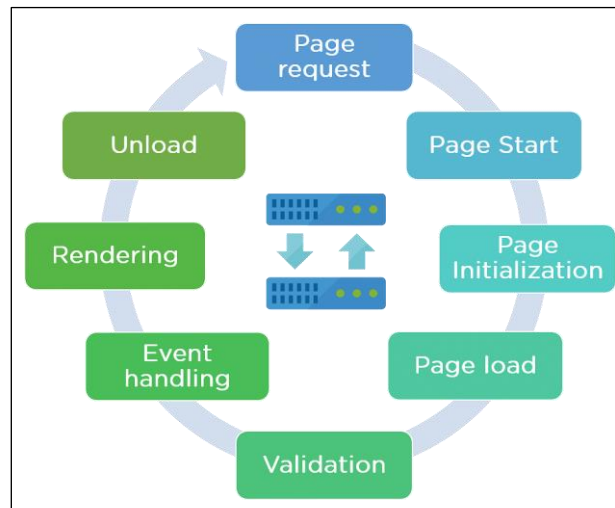 Page
request
Page Start
Page
Initialization
Page load
Validation
Event
handling
Rendering
Unload